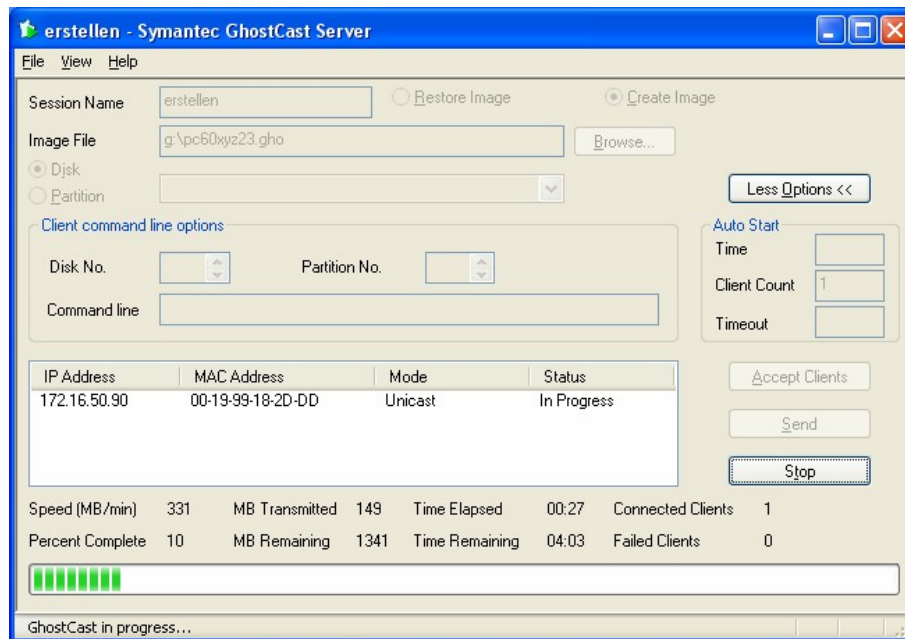 erstellen - Symantec GhostCast Server
File View Help
Session Name erstellen Restore Image Create Image
Image File g:\pc60xyz23.gho Browse...
Disk
Partition Less Options <<
Client command line options Auto Start
Disk No. Partition No. Time
Client Count 1
Command line
Timeout
IP Address MAC Address Mode Status
172.16.50.90 00-19-99-18-2D-DD Unicast In Progress
Accept Clients
Send
Stop
Speed (MB/min) 331 MB Transmitted 149 Time Elapsed 00:27 Connected Clients 1
Percent Complete 10 MB Remaining 1341 Time Remaining 04:03 Failed Clients 0
GhostCast in progress...